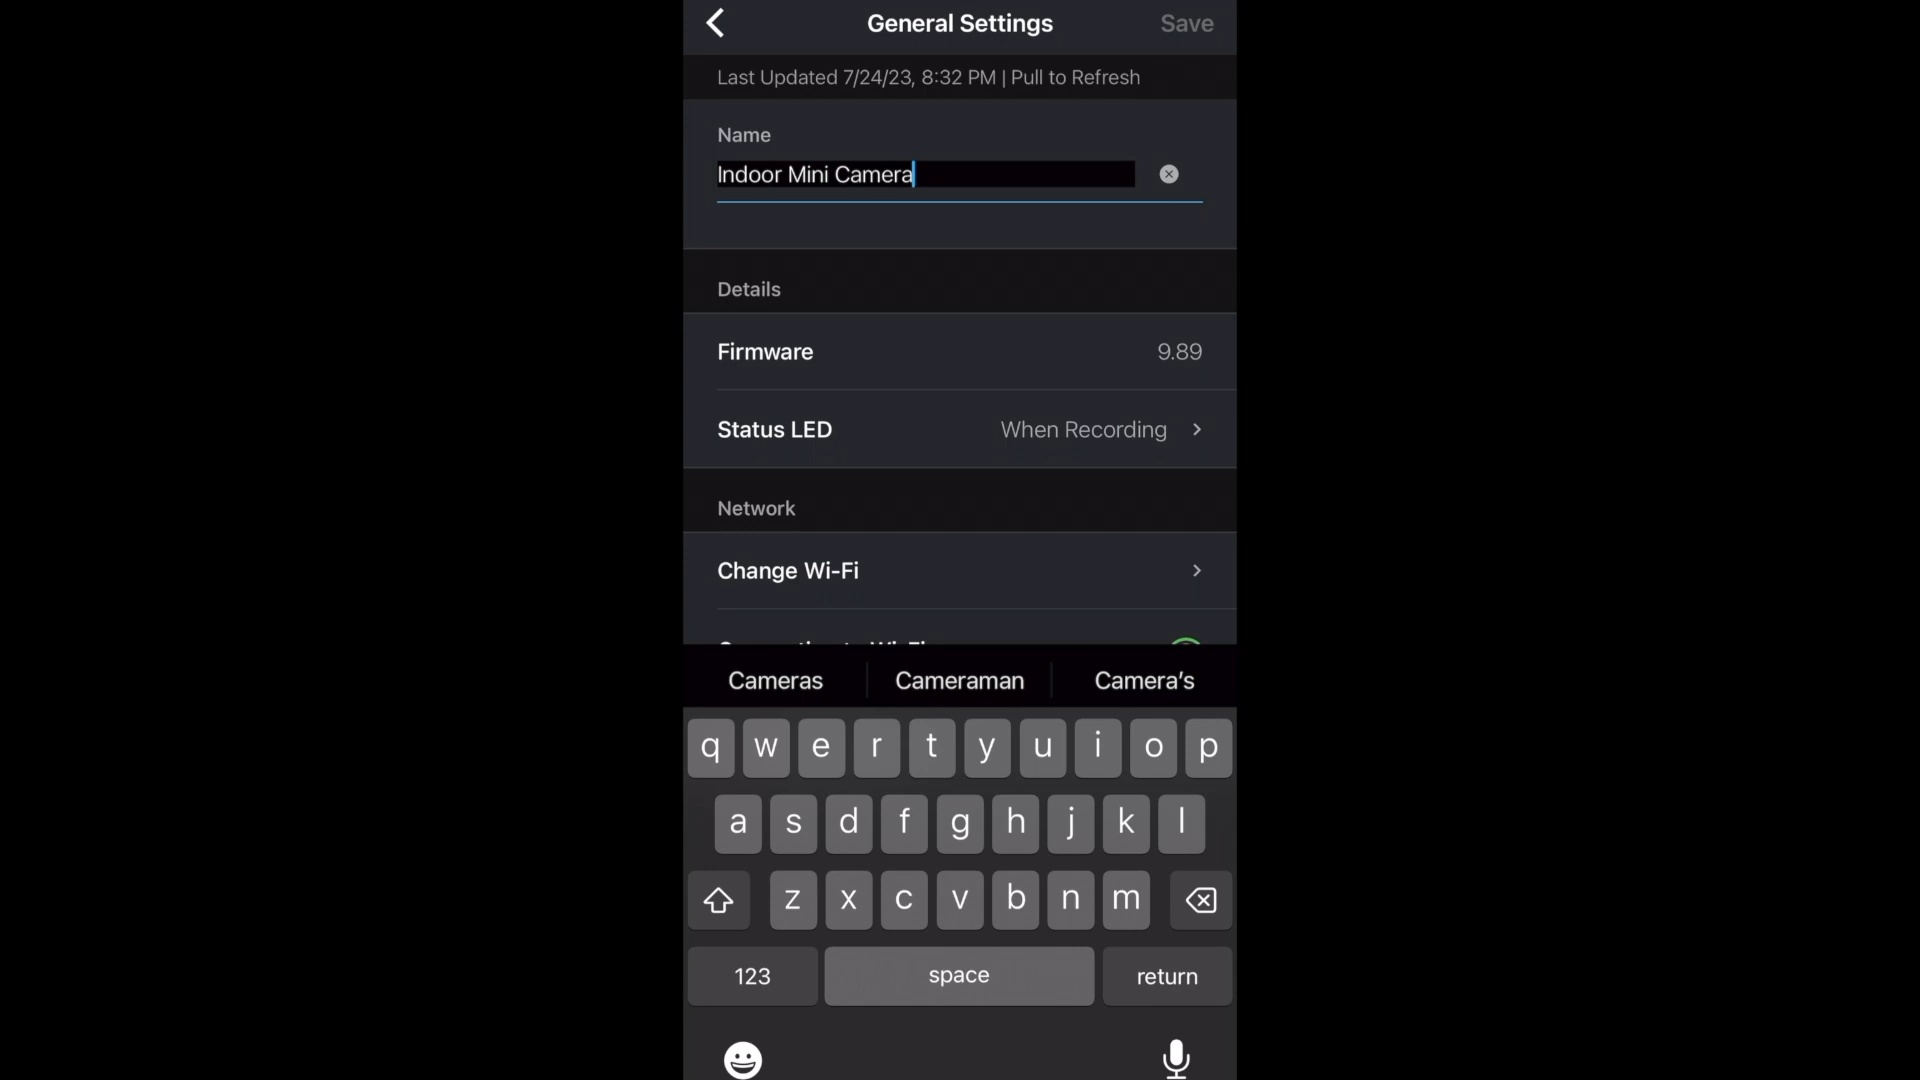 General Settings
Save
Last Updated 7/24/23, 8:32 PM | Pull to Refresh
Name
Indoor Mini Camera
Details
Firmware
9.89
Status LED
When Recording
Network
Change Wi-Fi
Cameras
Cameraman
Camera's
q w e r t y u i o p
a s d f g h j k l
z x c v b n m
123
space
return